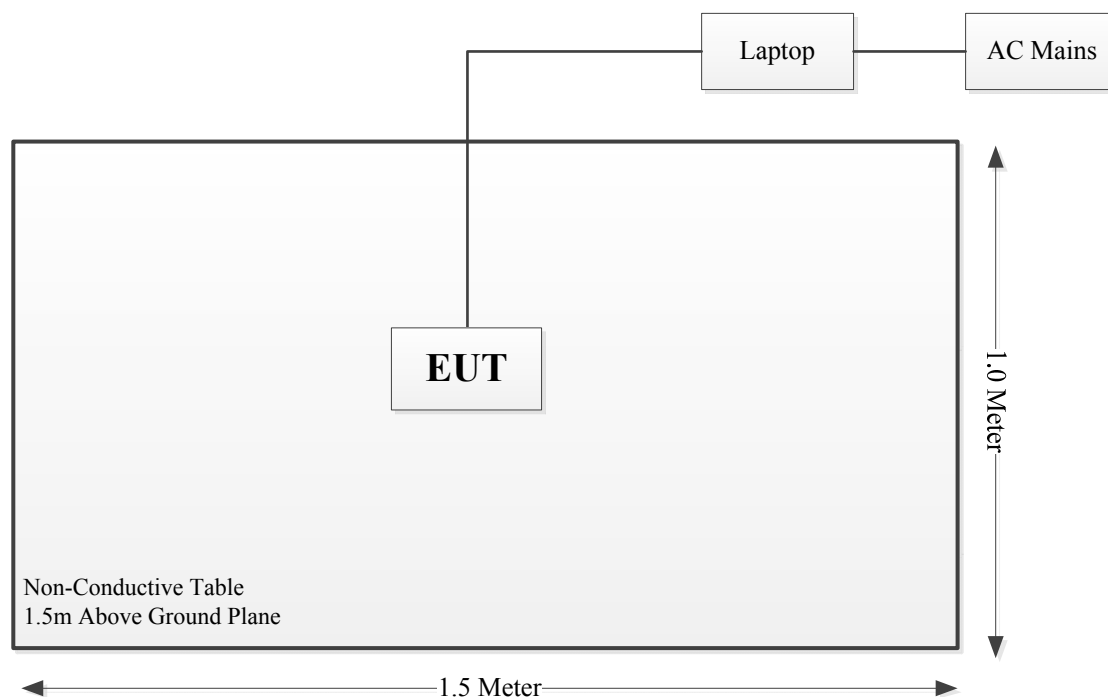 Laptop
AC Mains
EUT
1.0 Meter
Non-Conductive Table
1.5m Above Ground Plane
1.5 Meter